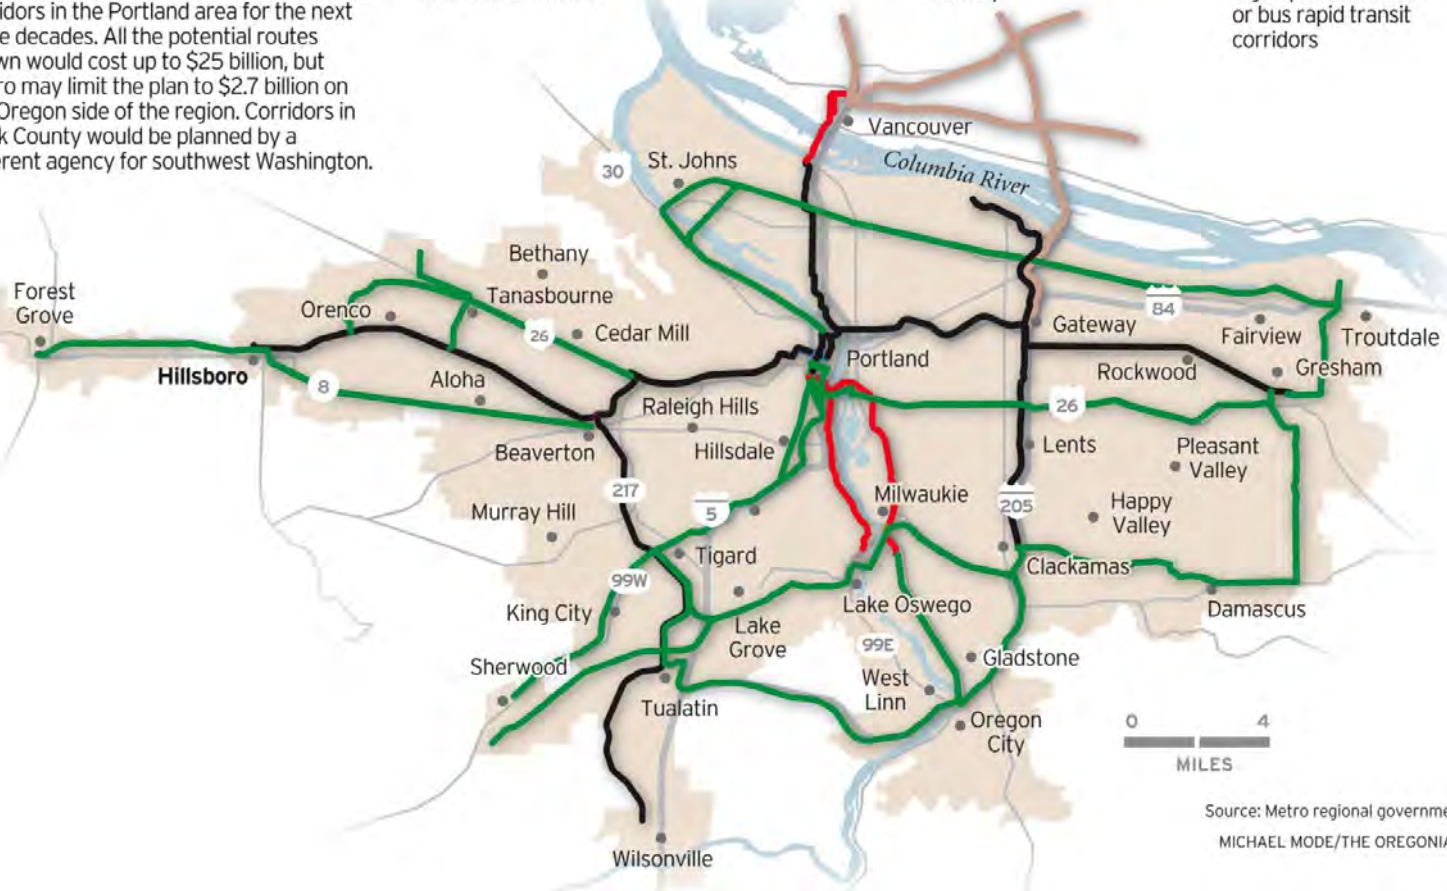 idors in the Portland area for the next
e decades. All the potential routes
wn would cost up to $25 billion, but
ro may limit the plan to $2.7 billion on
Oregon side of the region. Corridors in
k County would be planned by a
erent agency for southwest Washington.
or bus rapid transit
corridors
Vancouver
Columbia River
St. Johns
30
Bethany
Tanasbourne
Forest
Grove
Orenco
26
Cedar Mill
84
Gateway
Fairview
Troutdale
Portland
Hillsboro
8
Aloha
Rockwood
Gresham
Raleigh Hills
26
Beaverton
Hillsdale
Lents
Pleasant
Valley
217
Murray Hill
5
Milwaukie
205
Happy
Valley
Tigard
99W
Clackamas
King City
Lake Oswego
Damascus
Lake
Grove
99E
Sherwood
Gladstone
West
Linn
Tualatin
Oregon
City
0 4
MILES
Source: Metro regional governme
MICHAEL MODE/THE OREGONIA
Wilsonville